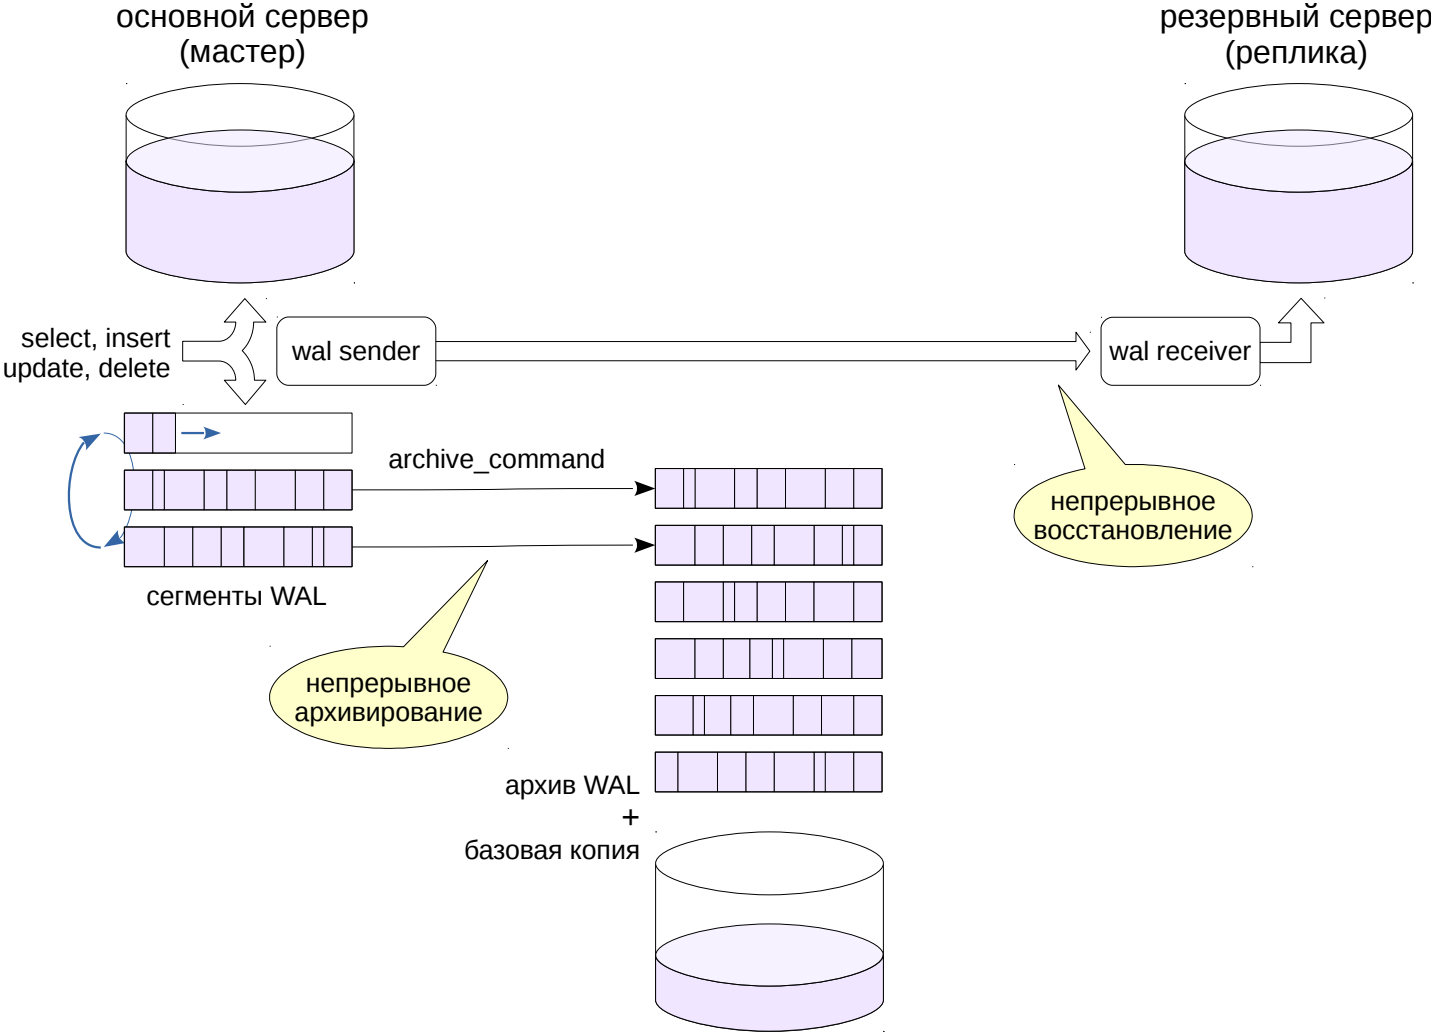 основной сервер
(мастер)
резервный сервер
(реплика)
select, insert
update, delete
wal sender
wal receiver
archive_command
непрерывное
восстановление
сегменты WAL
непрерывное
архивирование
архив WAL
+
базовая копия